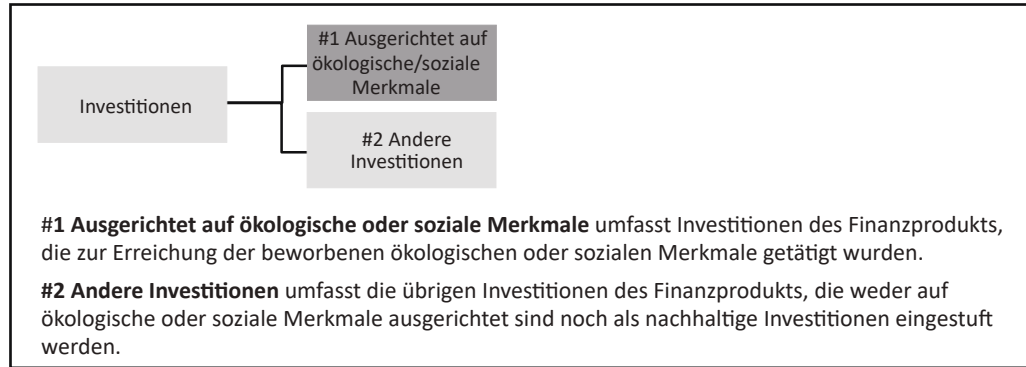 #1 Ausgerichtet auf
ökologische/soziale
Merkmale
Investitionen
#2 Andere
Investitionen
#1 Ausgerichtet auf ökologische oder soziale Merkmale umfasst Investitionen des Finanzprodukts,
die zur Erreichung der beworbenen ökologischen oder sozialen Merkmale getätigt wurden.
#2 Andere Investitionen umfasst die übrigen Investitionen des Finanzprodukts, die weder auf
ökologische oder soziale Merkmale ausgerichtet sind noch als nachhaltige Investitionen eingestuft
werden.